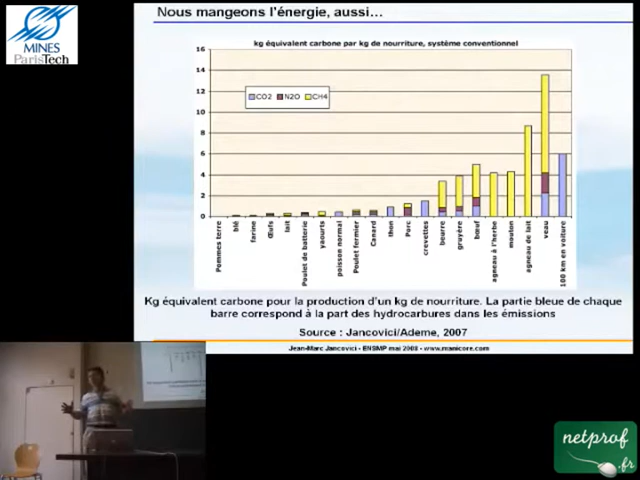 MINES
ParisTech
Nous mangeons l'énergie, aussi…
kg équivalent carbone par kg de nourriture, système conventionnel
16
14
12
10
8
6
4
2
0
CO2 N2O CH4
Pommes terre
blé
farine
Œufs
lait
Poulet de batterie
yaourts
poisson normal
Poulet fermier
Canard
thon
Porc
crevettes
beurre
gruyère
bœuf
agneau à l'herbe
mouton
agneau de lait
veau
100 km en voiture
Kg équivalent carbone pour la production d'un kg de nourriture. La partie bleue de chaque
barre correspond à la part des hydrocarbures dans les émissions
Source : Jancovici/Ademe, 2007
Jean-Marc Jancovici - ENSMP mai 2008 - www.manicore.com
netprof
.fr